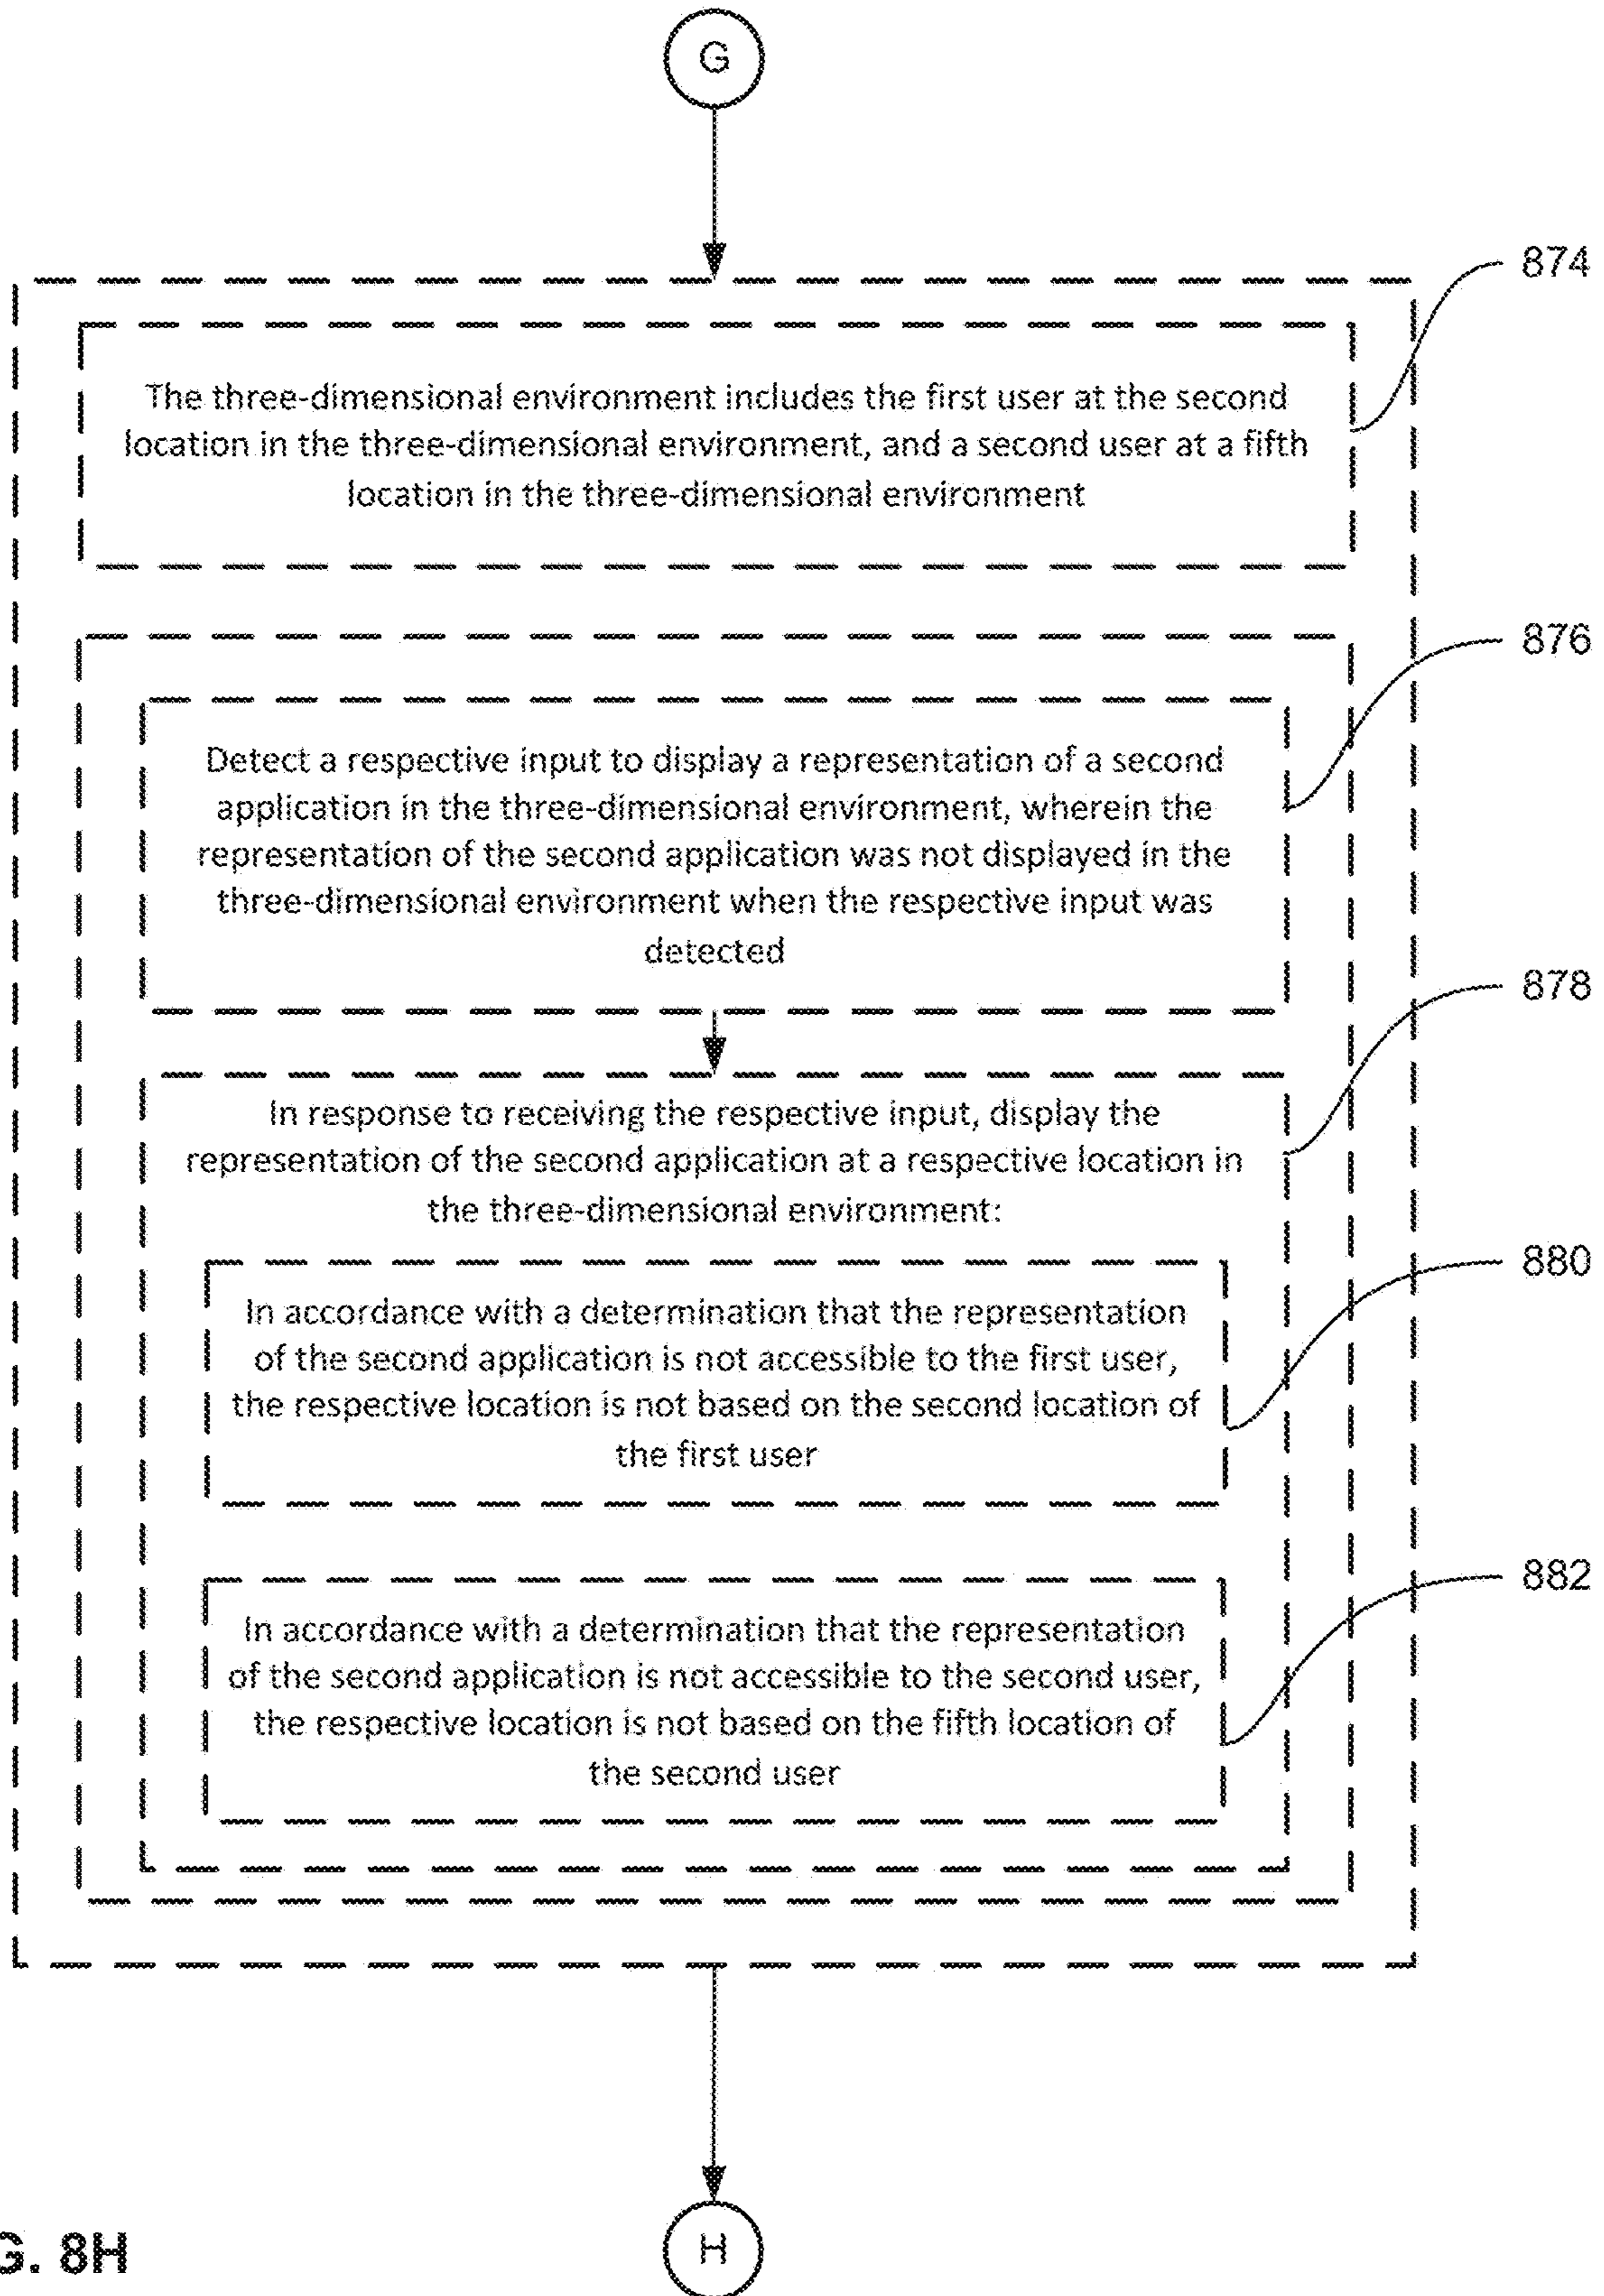 G
874
The three-dimensional environment includes the first user at the second
location in the three-dimensional environment, and a second user at a fifth
location in the three-dimensional environment
876
Detect a respective input to display a representation of a second
application in the three-dimensional environment, wherein the
representation of the second application was not displayed in the
three-dimensional environment when the respective input was
detected
878
In response to receiving the respective input, display the
representation of the second application at a respective location in
the three-dimensional environment:
880
In accordance with a determination that the representation
of the second application is not accessible to the first user,
the respective location is not based on the second location of
the first user
882
In accordance with a determination that the representation
of the second application is not accessible to the second user,
the respective location is not based on the fifth location of
the second user
H
G. 8H